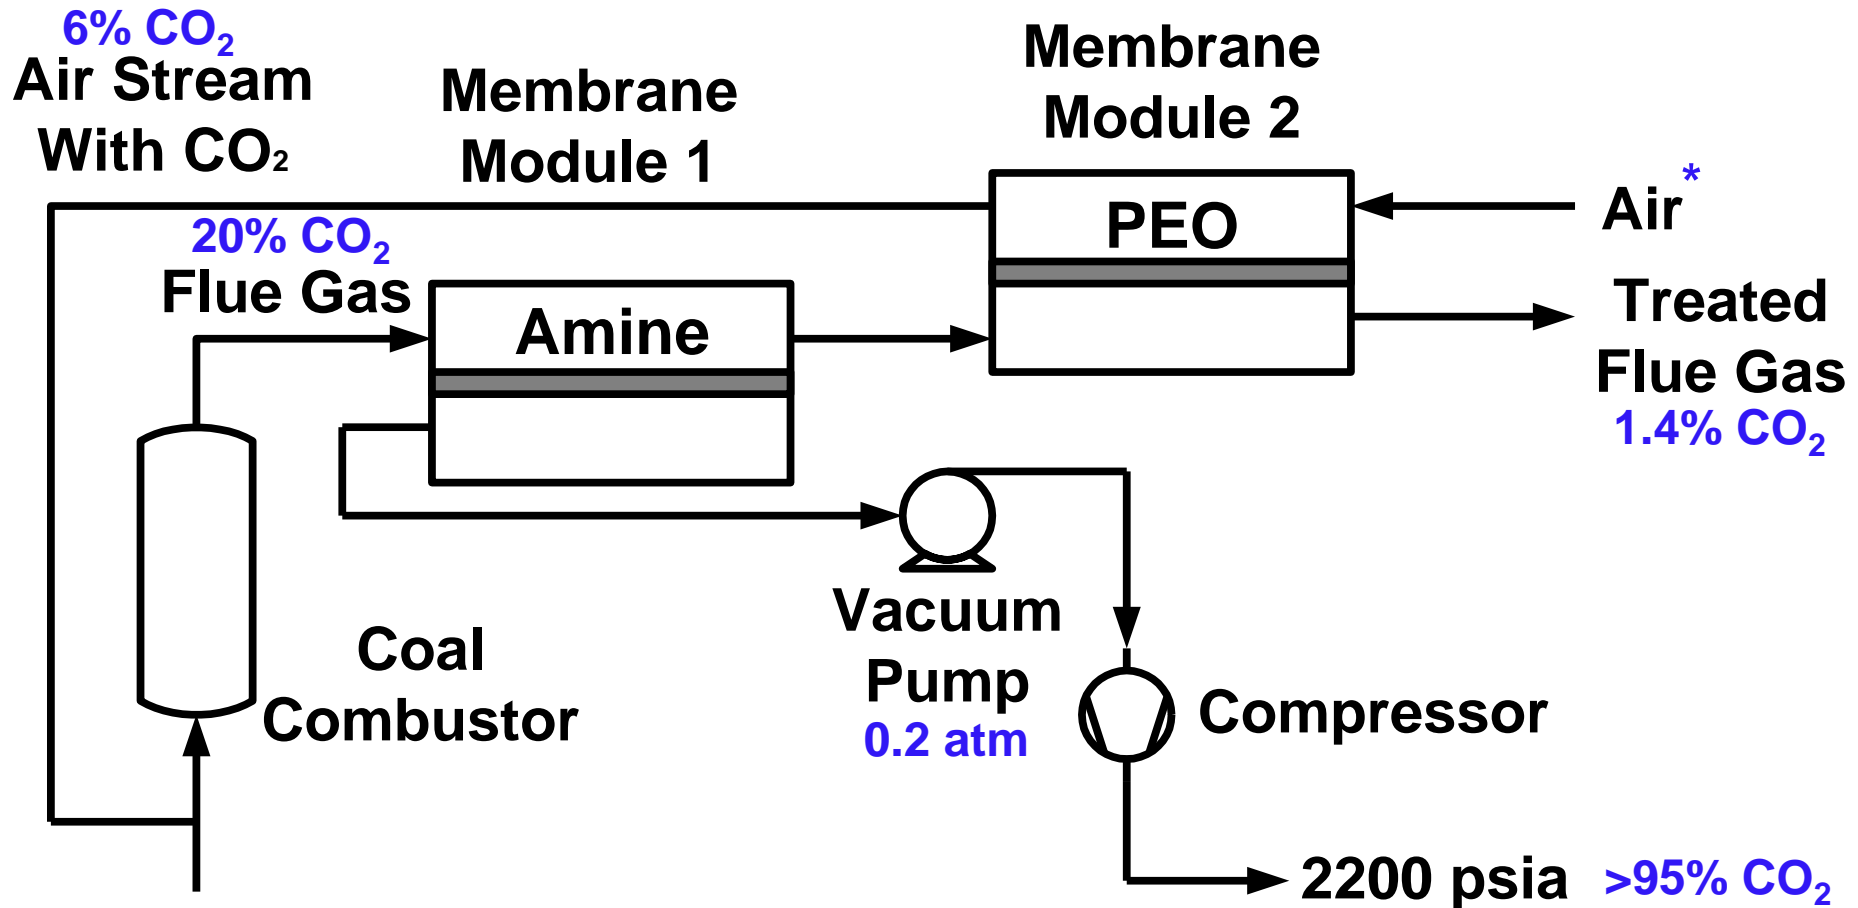 6% CO₂
Air Stream
With CO₂
Membrane
Module 1
Membrane
Module 2
20% CO₂
Flue Gas
Amine
PEO
Air*
Treated
Flue Gas
1.4% CO₂
Coal
Combustor
Vacuum
Pump
0.2 atm
Compressor
2200 psia >95% CO₂